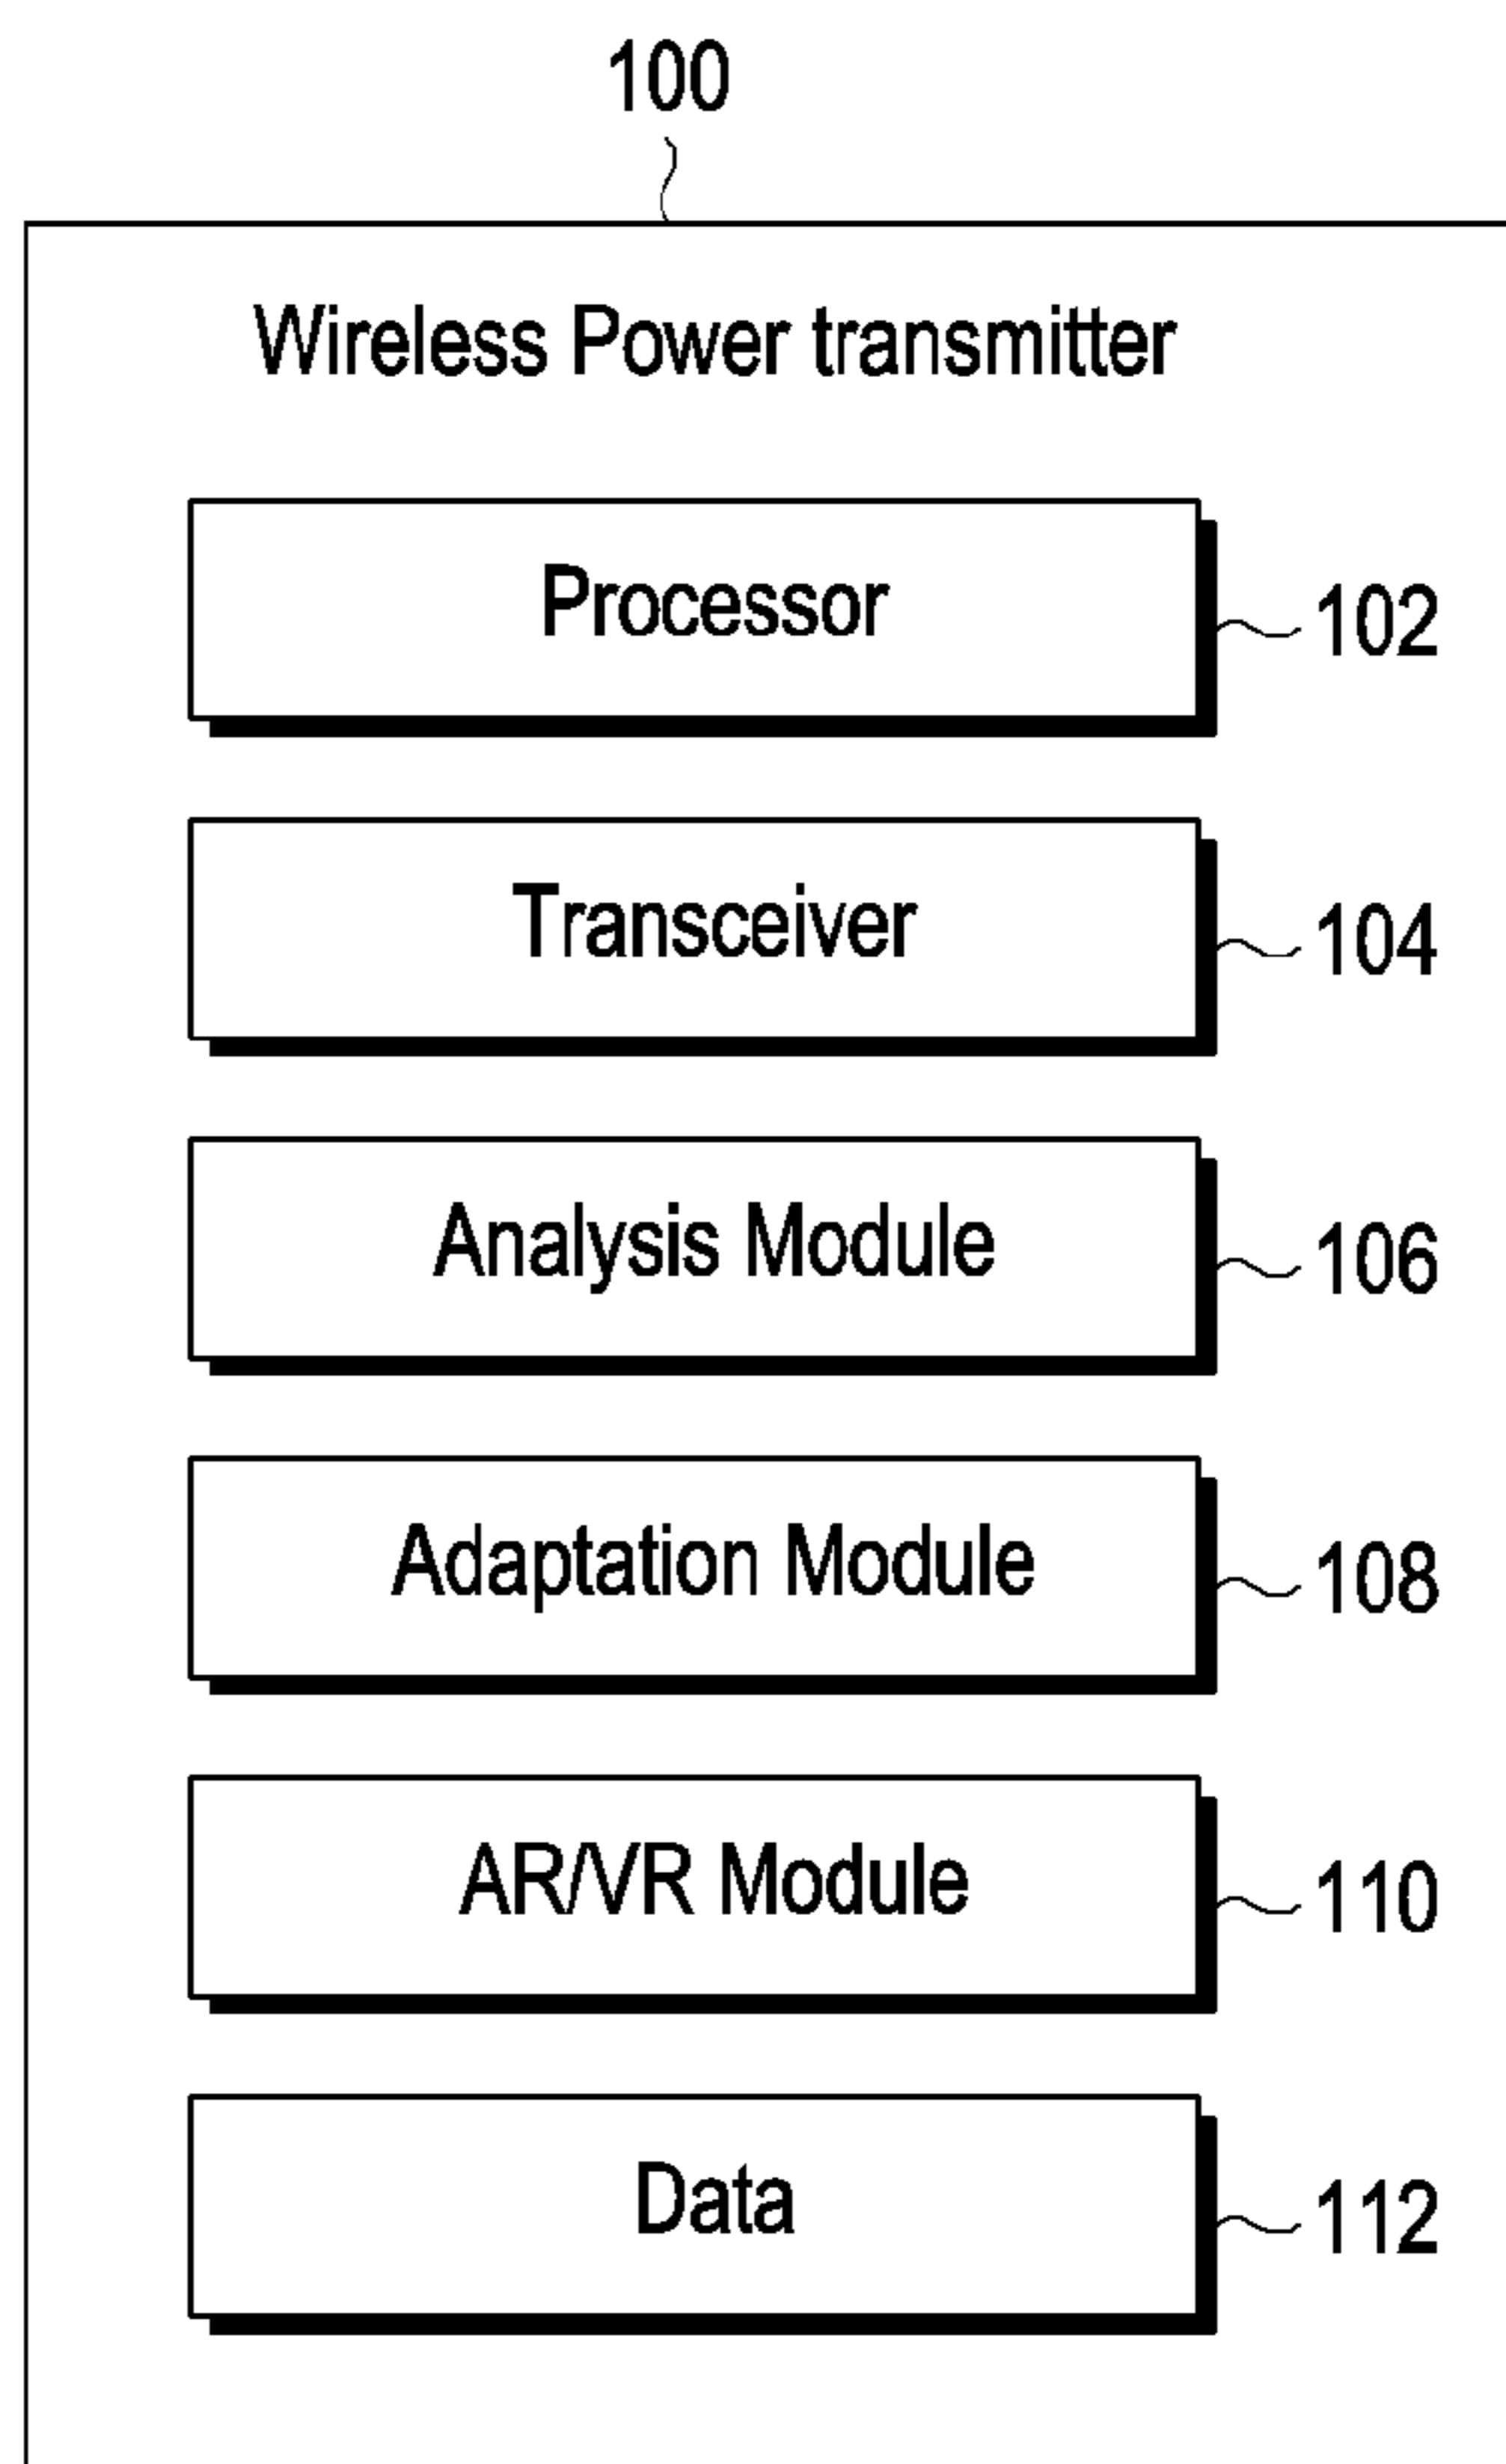 100
Wireless Power transmitter
Processor
102
Transceiver
104
Analysis Module
106
Adaptation Module
108
AR/VR Module
110
Data
112